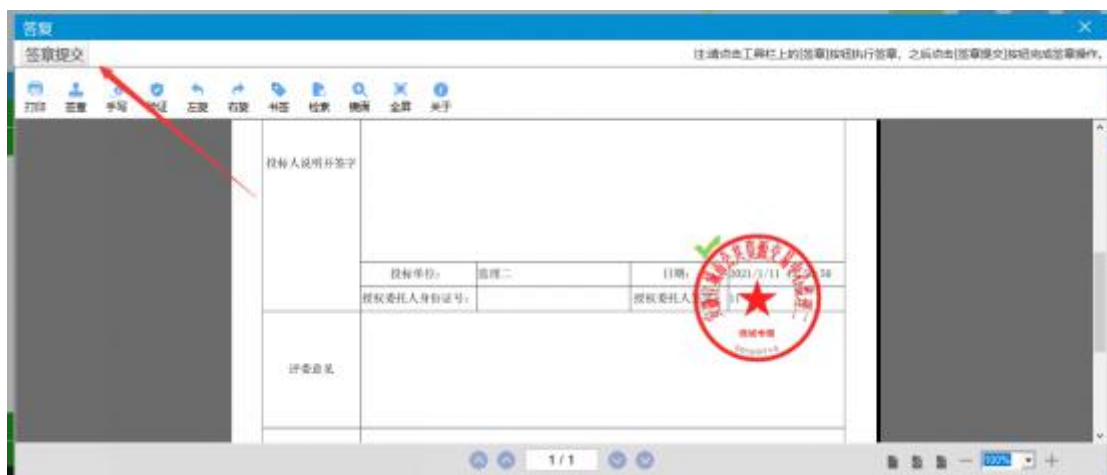 答复
签章提交
注:请点击工具栏上的[签章]按钮执行签章，之后点击[签章提交]按钮完成签章操作。
打印 签章 手写 验证 左旋 右旋 书签 检索 全屏 关于
投标人说明并签字
投标单位： 监理二 日期： 2021/1/11
授权委托人身份证号： 授权委托人
评委意见
1/1
100%